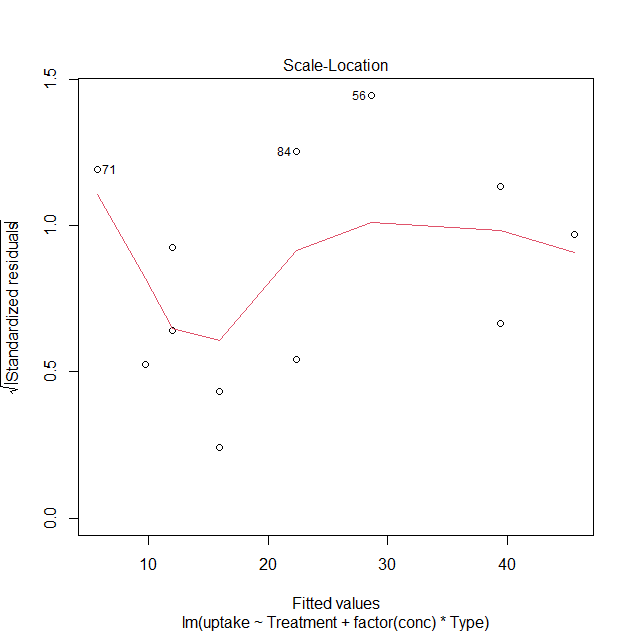 Scale-Location
1.5
1.0
0.5
0.0
√|Standardized residuals|
56
84
71
10 20 30 40
Fitted values
lm(uptake ~ Treatment + factor(conc) * Type)